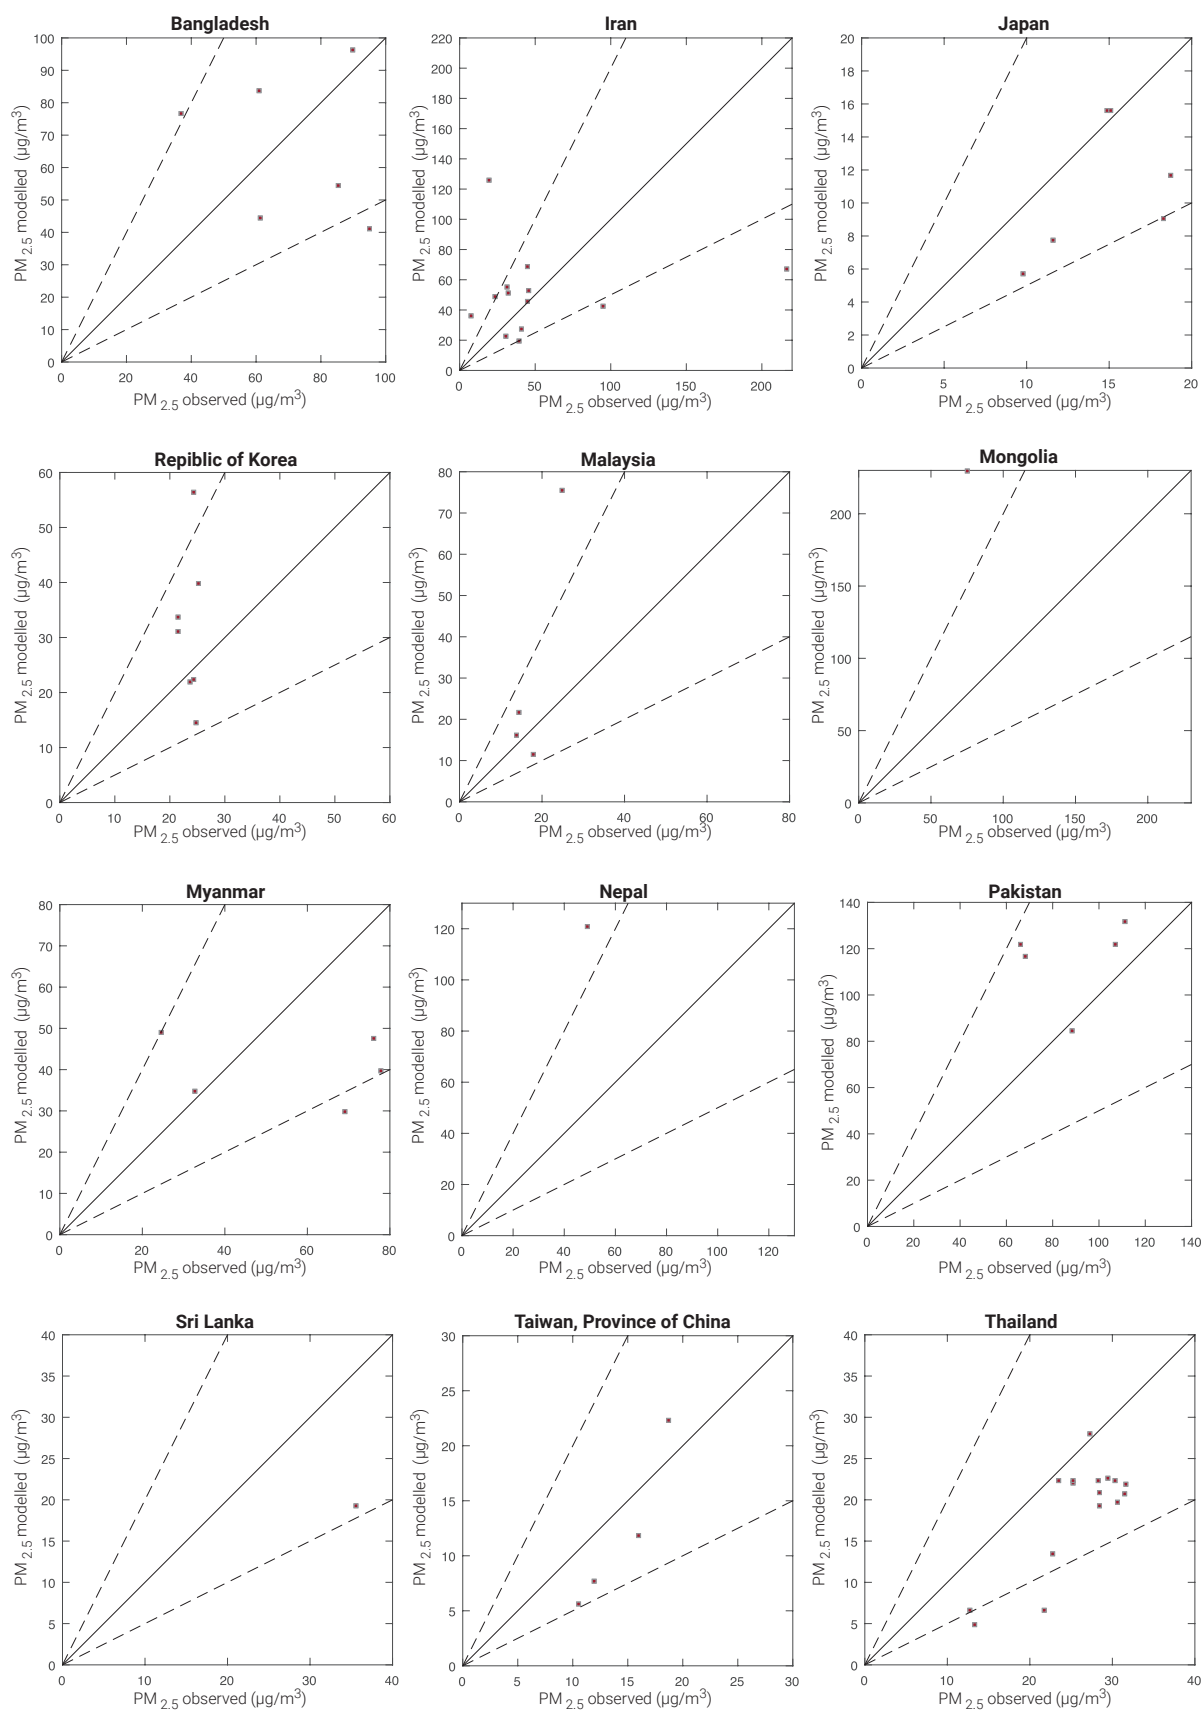 Bangladesh
100
90
80
70
60
50
40
30
20
10
0
0 20 40 60 80 100
PM 2.5 modelled (µg/m3)
PM 2.5 observed (µg/m3)
Iran
220
200
180
160
140
120
100
80
60
40
20
0
0 50 100 150 200
PM 2.5 modelled (µg/m3)
PM 2.5 observed (µg/m3)
Japan
20
18
16
14
12
10
8
6
4
2
0
0 5 10 15 20
PM 2.5 modelled (µg/m3)
PM 2.5 observed (µg/m3)
Repiblic of Korea
60
50
40
30
20
10
0
0 10 20 30 40 50 60
PM 2.5 modelled (µg/m3)
PM 2.5 observed (µg/m3)
Malaysia
80
70
60
50
40
30
20
10
0
0 20 40 60 80
PM 2.5 modelled (µg/m3)
PM 2.5 observed (µg/m3)
Mongolia
200
150
100
50
0
0 50 100 150 200
PM 2.5 modelled (µg/m3)
PM 2.5 observed (µg/m3)
Myanmar
80
70
60
50
40
30
20
10
0
0 20 40 60 80
PM 2.5 modelled (µg/m3)
PM 2.5 observed (µg/m3)
Nepal
120
100
80
60
40
20
0
0 20 40 60 80 100 120
PM 2.5 modelled (µg/m3)
PM 2.5 observed (µg/m3)
Pakistan
140
120
100
80
60
40
20
0
0 20 40 60 80 100 120 140
PM 2.5 modelled (µg/m3)
PM 2.5 observed (µg/m3)
Sri Lanka
40
35
30
25
20
15
10
5
0
0 10 20 30 40
PM 2.5 modelled (µg/m3)
PM 2.5 observed (µg/m3)
Taiwan, Province of China
30
25
20
15
10
5
0
0 5 10 15 20 25 30
PM 2.5 modelled (µg/m3)
PM 2.5 observed (µg/m3)
Thailand
40
35
30
25
20
15
10
5
0
0 10 20 30 40
PM 2.5 modelled (µg/m3)
PM 2.5 observed (µg/m3)